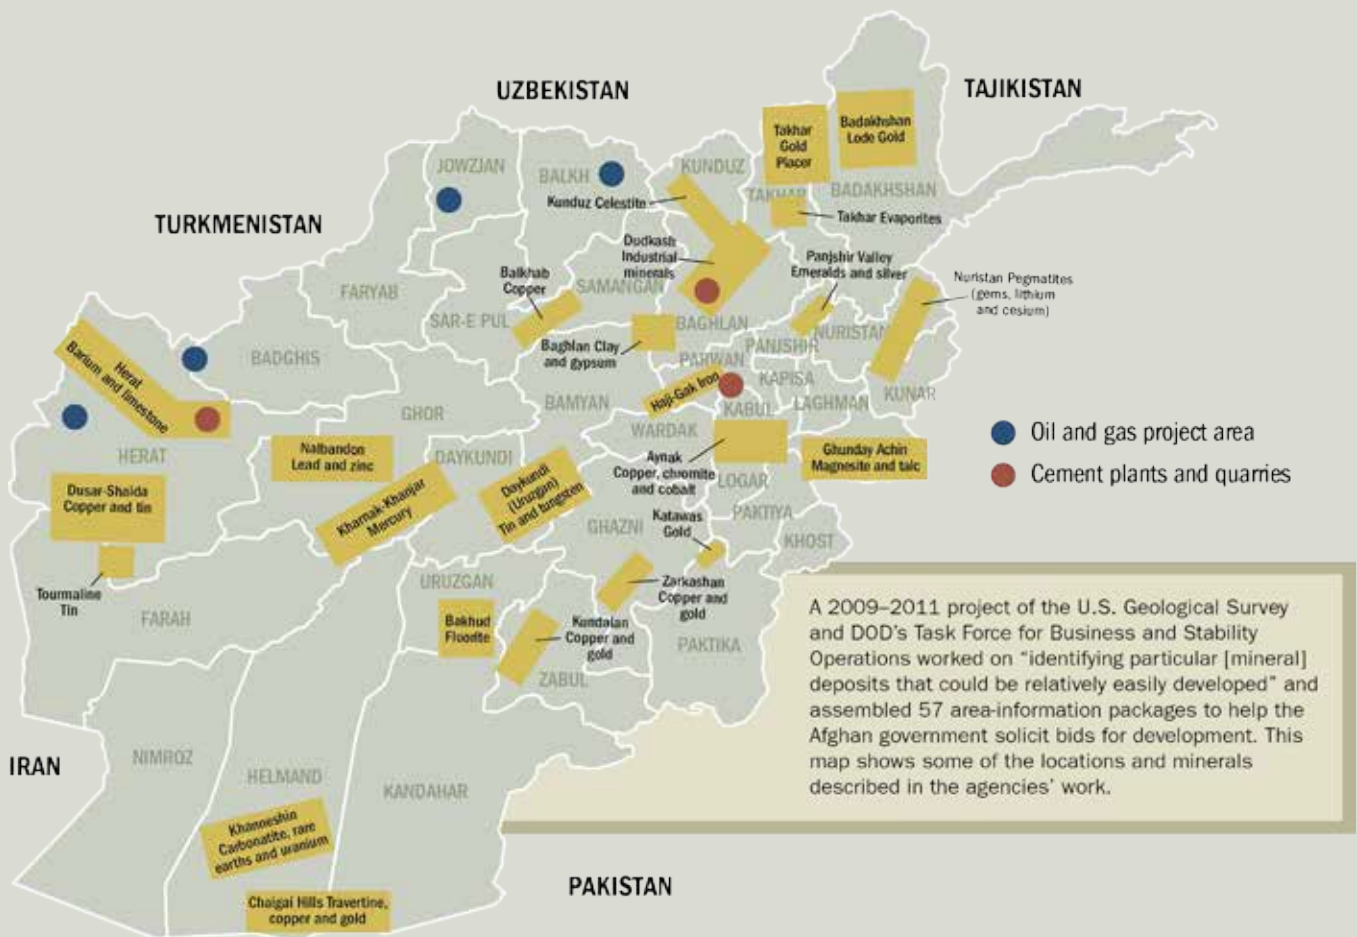 UZBEKISTAN
TAJIKISTAN
TURKMENISTAN
IRAN
PAKISTAN
JOWZJAN
BALKH
KUNDUZ
TAKHAR
BADAKHSHAN
FARYAB
SAR-E PUL
SAMANGAN
BAGHLAN
BADGHIS
GHOR
BAMYAN
PARWAN
PANJSHIR
NURISTAN
KAPISA
LAGHMAN
KUNAR
KABUL
WARDAK
LOGAR
HERAT
DAYKUNDI
GHAZNI
PAKTIYA
KHOST
PAKTIKA
URUZGAN
ZABUL
FARAH
NIMROZ
HELMAND
KANDAHAR
Takhar
Gold
Placer
Badakhshan
Lode Gold
Kunduz Celestite
Takhar Evaporites
Dudkash
Industrial
minerals
Panjshir Valley
Emeralds and silver
Nuristan Pegmatites
(gems, lithium
and cesium)
Balkhab
Copper
Baghlan Clay
and gypsum
Haji-Gak Iron
Herat
Barium and limestone
Nalbandon
Lead and zinc
Dusar-Shaida
Copper and tin
Tourmaline
Tin
Kharnak-Khanjar
Mercury
Daykundi
(Uruzgan)
Tin and tungsten
Aynak
Copper, chromite
and cobalt
Ghunday Achin
Magnesite and talc
Katawas
Gold
Zarkashan
Copper and
gold
Kundalan
Copper and
gold
Bakhud
Floodte
Khanneshin
Carbonatite, rare
earths and uranium
Chaigai Hills Travertine,
copper and gold
Oil and gas project area
Cement plants and quarries
A 2009–2011 project of the U.S. Geological Survey
and DOD's Task Force for Business and Stability
Operations worked on “identifying particular [mineral]
deposits that could be relatively easily developed” and
assembled 57 area-information packages to help the
Afghan government solicit bids for development. This
map shows some of the locations and minerals
described in the agencies' work.